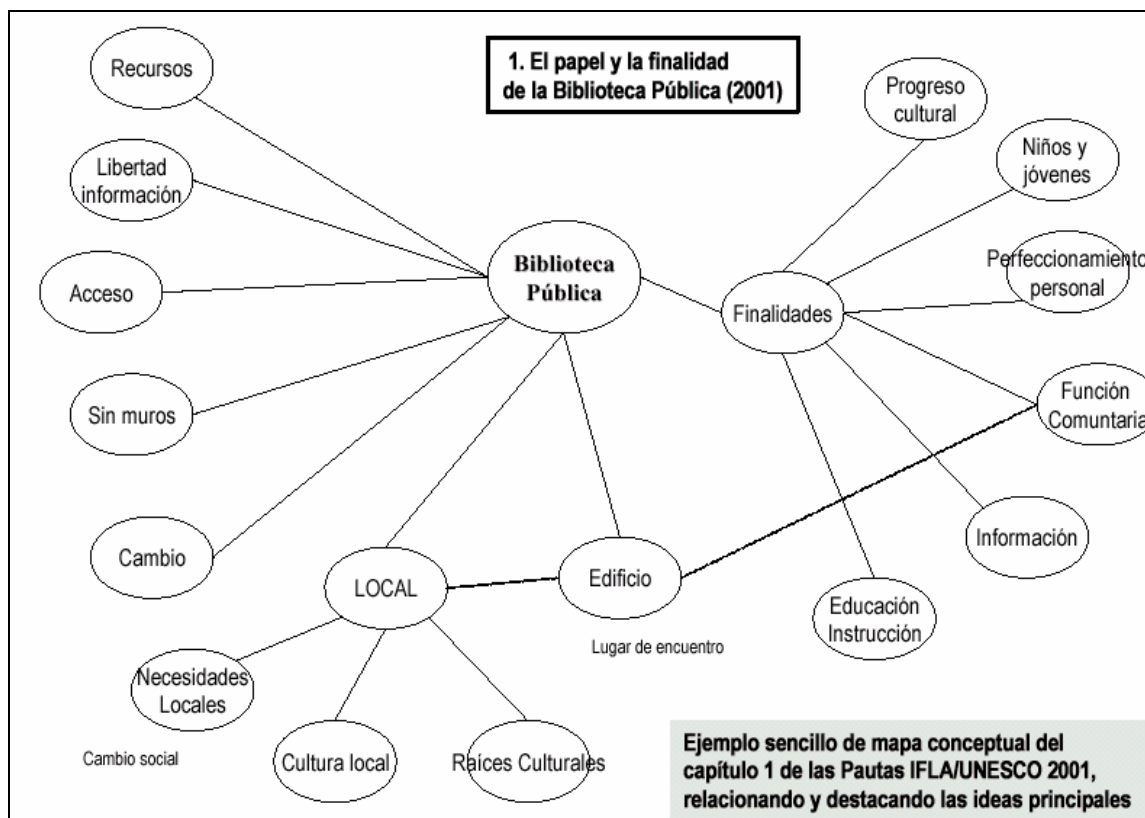 1. El papel y la finalidad
de la Biblioteca Pública (2001)
Recursos
Libertad
información
Acceso
Sin muros
Cambio
Biblioteca
Pública
Finalidades
Progreso
cultural
Niños y
jóvenes
Perfeccionamiento
personal
Función
Comuntaria
Información
Educación
Instrucción
LOCAL
Edificio
Lugar de encuentro
Necesidades
Locales
Cambio social
Cultura local
Raíces Culturales
Ejemplo sencillo de mapa conceptual del
capítulo 1 de las Pautas IFLA/UNESCO 2001,
relacionando y destacando las ideas principales